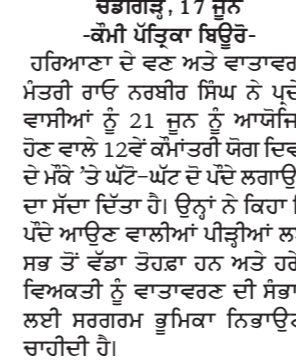 ਚੰਡੀਗੜ੍ਹ, 17 ਜੂਨ
-ਕੌਮੀ ਪੱਤ੍ਰਿਕਾ ਬਿਊਰੋ-
ਹਰਿਆਣਾ ਦੇ ਵਣ ਅਤੇ ਵਾਤਾਵਰ
ਮੰਤਰੀ ਰਾਓ ਨਰਬੀਰ ਸਿੰਘ ਨੇ ਪ੍ਰਦੇ
ਵਾਸੀਆਂ ਨੂੰ 21 ਜੂਨ ਨੂੰ ਆਯੋਜਿ
ਹੋਣ ਵਾਲੇ 12ਵੇਂ ਕੌਮਾਂਤਰੀ ਯੋਗ ਦਿਵ
ਦੇ ਮੌਕੇ 'ਤੇ ਘੱਟੋ-ਘੱਟ ਦੋ ਪੌਦੇ ਲਗਾਉ
ਦਾ ਸੱਦਾ ਦਿੱਤਾ ਹੈ। ਉਨ੍ਹਾਂ ਨੇ ਕਿਹਾ
ਪੌਦੇ ਆਉਣ ਵਾਲੀਆਂ ਪੀੜ੍ਹੀਆਂ ਲ
ਸਭ ਤੋਂ ਵੱਡਾ ਤੋਹਫ਼ਾ ਹਨ ਅਤੇ ਹਰੇ
ਵਿਅਕਤੀ ਨੂੰ ਵਾਤਾਵਰਣ ਦੀ ਸੰਭਾ
ਲਈ ਸਰਗਰਮ ਭੂਮਿਕਾ ਨਿਭਾਉਣ
ਚਾਹੀਦੀ ਹੈ।